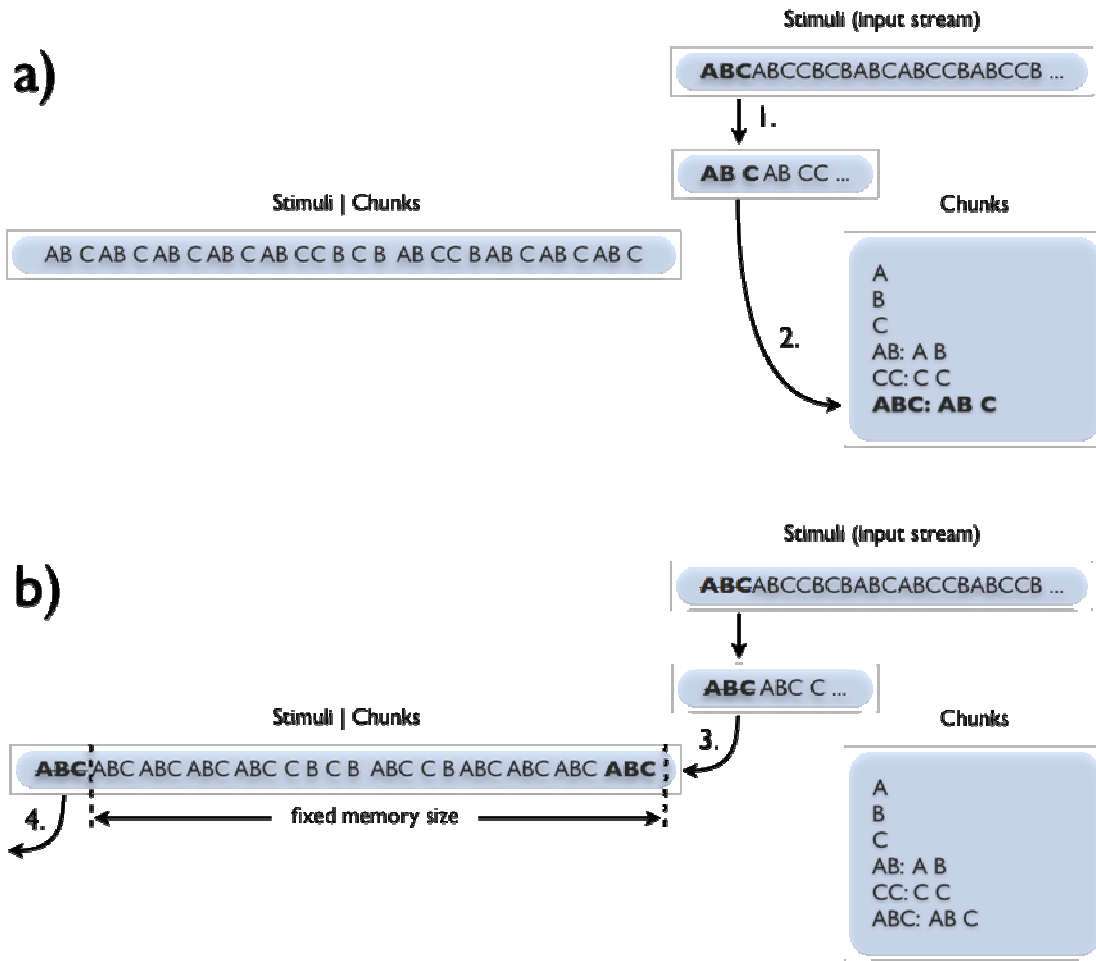 Stimuli (input stream)
a)
ABCABCCBCBABCABCCBABCCB ...
1.
AB C AB CC ...
Stimuli | Chunks
Chunks
AB C AB C AB C AB C AB CC B C B AB CC B AB C AB C AB C
A
B
C
2.
AB: A B
CC: C C
ABC: AB C
Stimuli (input stream)
b)
ABCABCCBCBABCABCCBABCCB ...
ABC ABC C ...
Stimuli | Chunks
Chunks
3.
ABC ABC ABC ABC ABC C B C B ABC C B ABC ABC ABC ABC
4.
fixed memory size
A
B
C
AB: A B
CC: C C
ABC: AB C